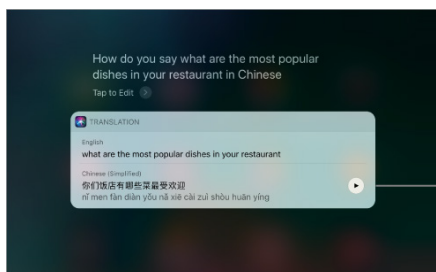 How do you say what are the most popular
dishes in your restaurant in Chinese
Tap to Edit
TRANSLATION
English
what are the most popular dishes in your restaurant
Chinese (Simplified)
你们饭店有哪些菜最受欢迎
nǐ men fàn diàn yǒu nǎ xiē cài zuì shòu huān yíng